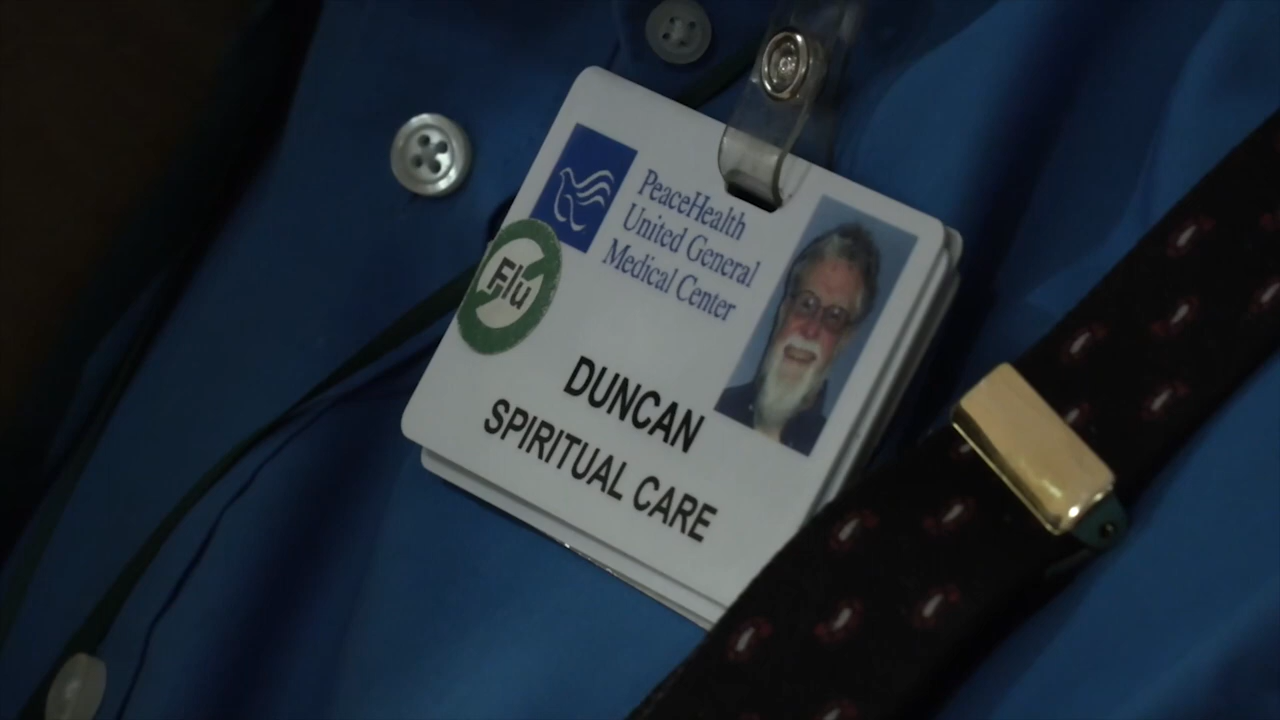 PeaceHealth
United General
Medical Center
Flu
DUNCAN
SPIRITUAL CARE